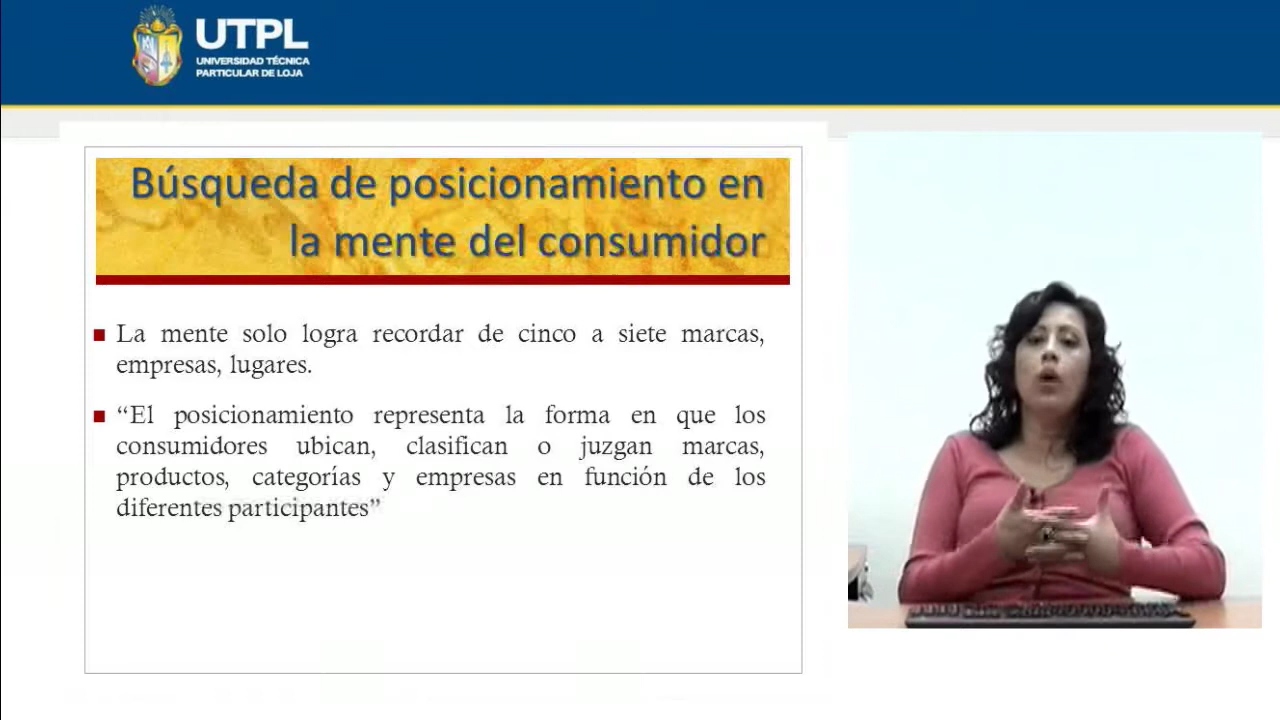 UTPL
UNIVERSIDAD TÉCNICA
PARTICULAR DE LOJA
Búsqueda de posicionamiento en
la mente del consumidor
La mente solo logra recordar de cinco a siete marcas,
empresas, lugares.
“El posicionamiento representa la forma en que los
consumidores ubican, clasifican o juzgan marcas,
productos, categorías y empresas en función de los
diferentes participantes”